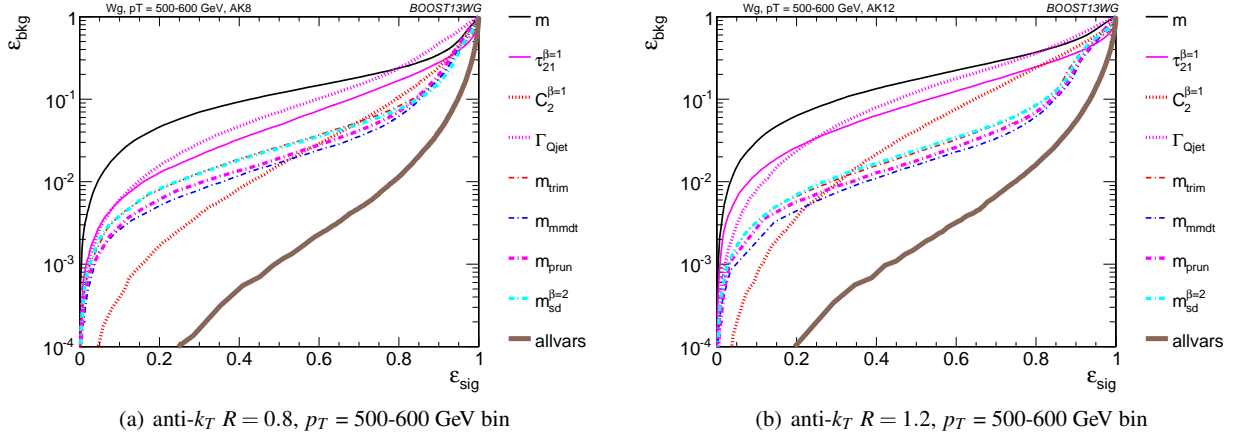 Wg, pT = 500-600 GeV, AK8
BOOST13WG
ε_bkg
1
10^-1
10^-2
10^-3
10^-4
0
0.2
0.4
0.6
0.8
1
ε_sig
m
τ_21^β=1
C_2^β=1
Γ_Qjet
m_trim
m_mmdt
m_prun
m_sd^β=2
allvars
(a) anti-k_T R = 0.8, p_T = 500-600 GeV bin
Wg, pT = 500-600 GeV, AK12
BOOST13WG
ε_bkg
1
10^-1
10^-2
10^-3
10^-4
0
0.2
0.4
0.6
0.8
1
ε_sig
m
τ_21^β=1
C_2^β=1
Γ_Qjet
m_trim
m_mmdt
m_prun
m_sd^β=2
allvars
(b) anti-k_T R = 1.2, p_T = 500-600 GeV bin